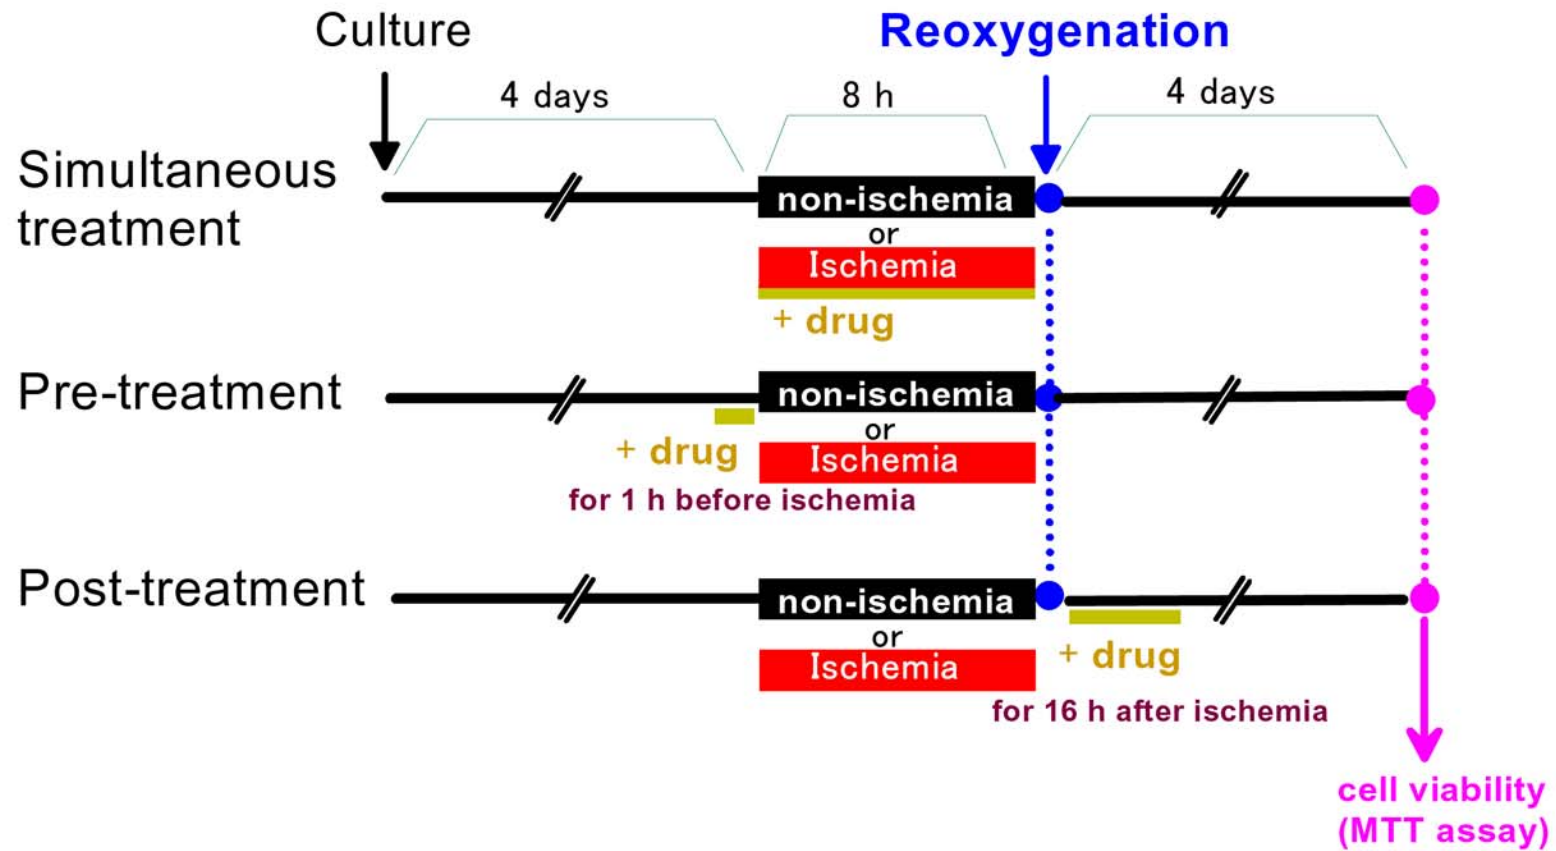 Culture
Reoxygenation
4 days
8 h
4 days
Simultaneous
treatment
non-ischemia
or
Ischemia
+ drug
Pre-treatment
non-ischemia
or
Ischemia
+ drug
for 1 h before ischemia
Post-treatment
non-ischemia
or
Ischemia
+ drug
for 16 h after ischemia
cell viability
(MTT assay)